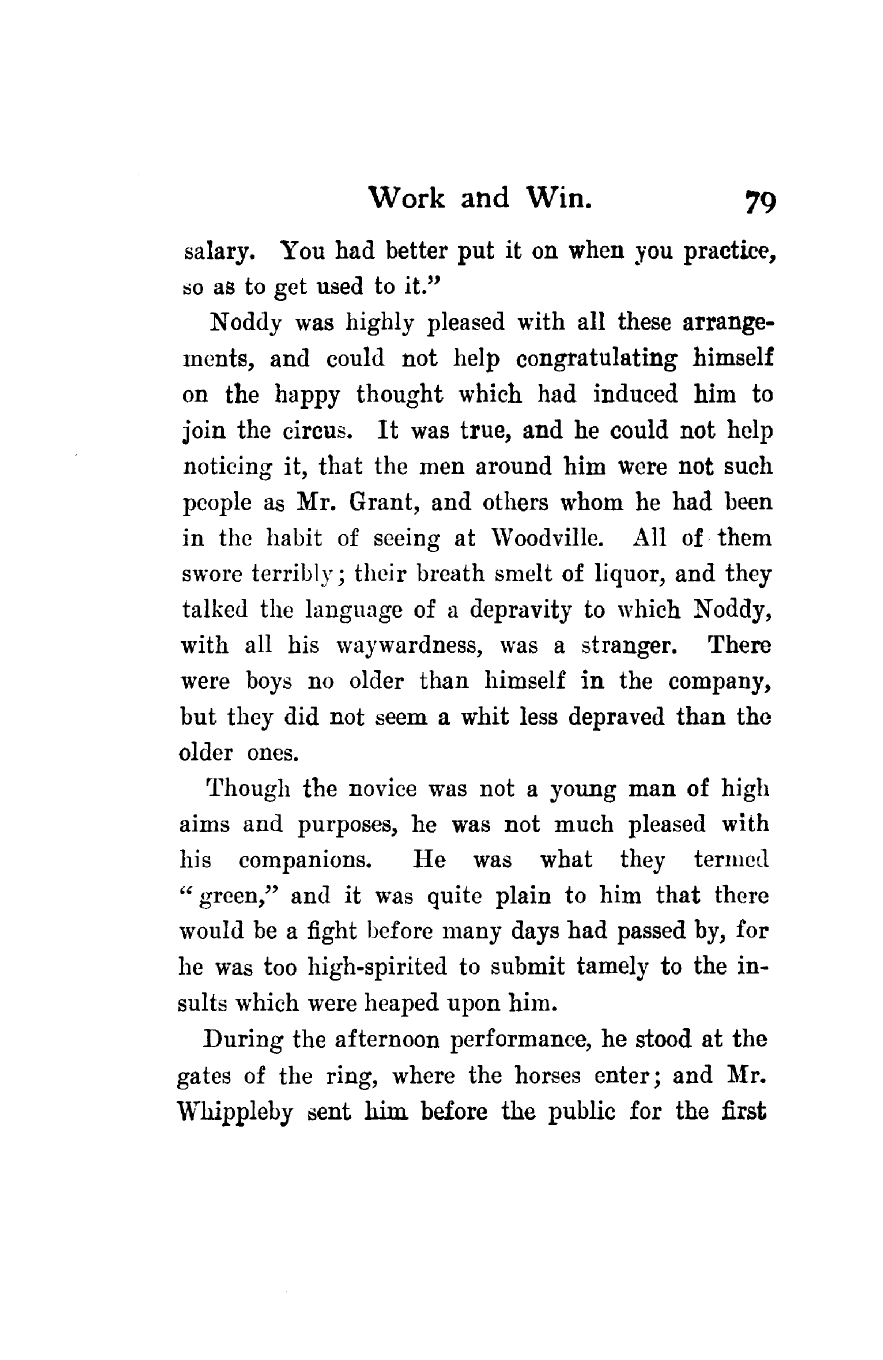 Work and Win. 79
salary. You had better put it on when you practice,
so as to get used to it."
Noddy was highly pleased with all these arrange-
ments, and could not help congratulating himself
on the happy thought which had induced him to
join the circus. It was true, and he could not help
noticing it, that the men around him were not such
people as Mr. Grant, and others whom he had been
in the habit of seeing at Woodville. All of them
swore terribly; their breath smelt of liquor, and they
talked the language of a depravity to which Noddy,
with all his waywardness, was a stranger. There
were boys no older than himself in the company,
but they did not seem a whit less depraved than the
older ones.
Though the novice was not a young man of high
aims and purposes, he was not much pleased with
his companions. He was what they termed
"green," and it was quite plain to him that there
would be a fight before many days had passed by, for
he was too high-spirited to submit tamely to the in-
sults which were heaped upon him.
During the afternoon performance, he stood at the
gates of the ring, where the horses enter; and Mr.
Whippleby sent him before the public for the first